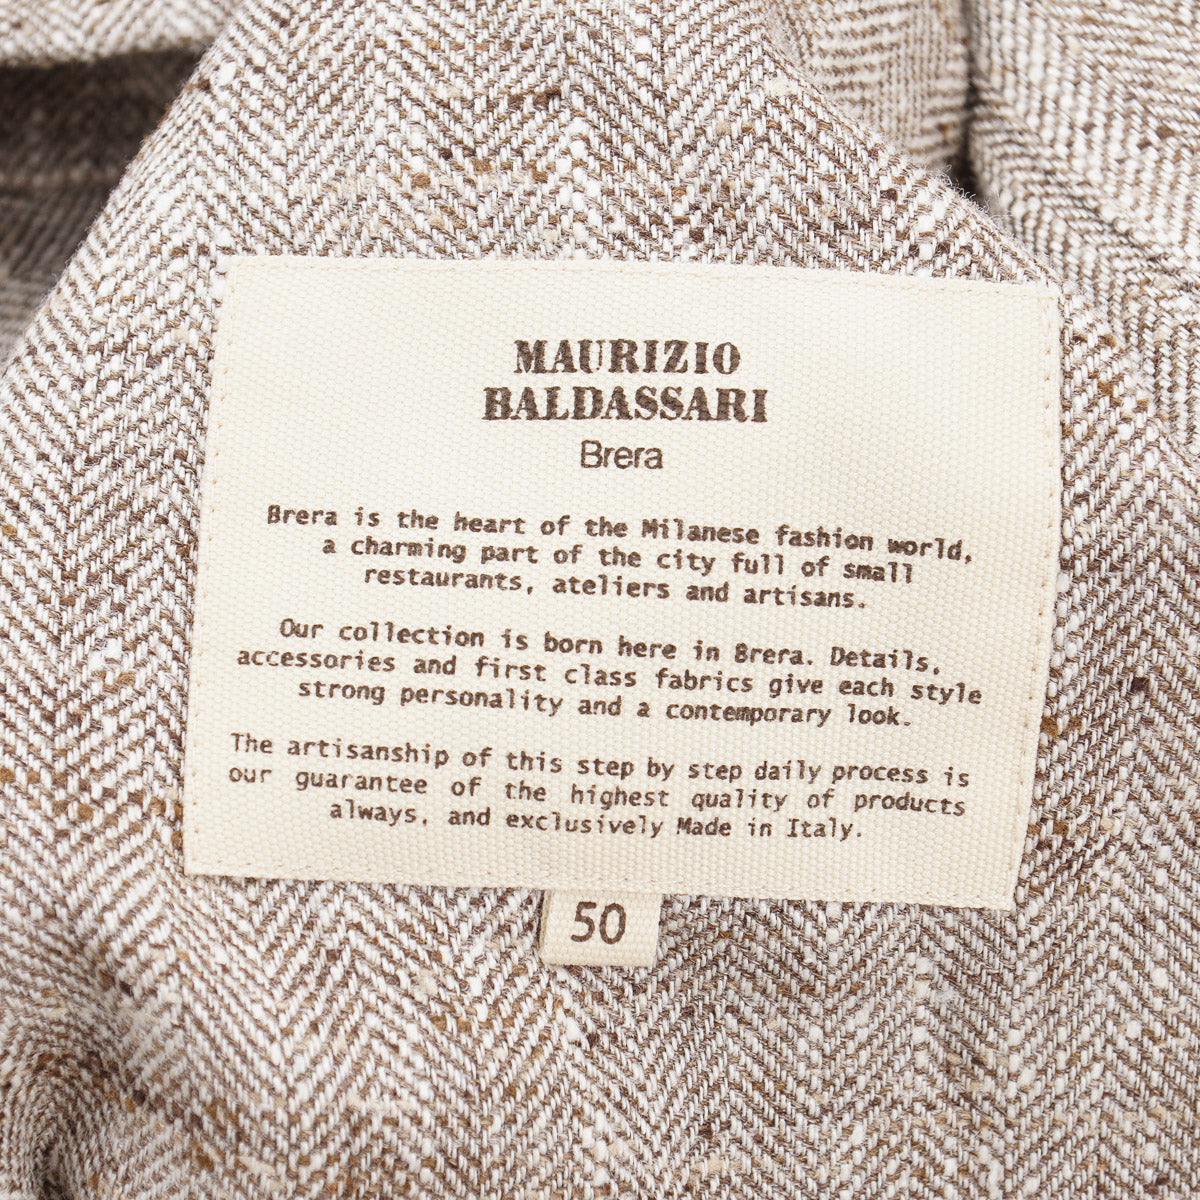 MAURIZIO
BALDASSARI
Brera
Brera is the heart of the Milanese fashion world,
a charming part of the city full of small
restaurants, ateliers and artisans.
Our collection is born here in Brera. Details,
accessories and first class fabrics give each style
strong personality and a contemporary look.
The artisanship of this step by step daily process is
our guarantee of the highest quality of products
always, and exclusively Made in Italy.
50